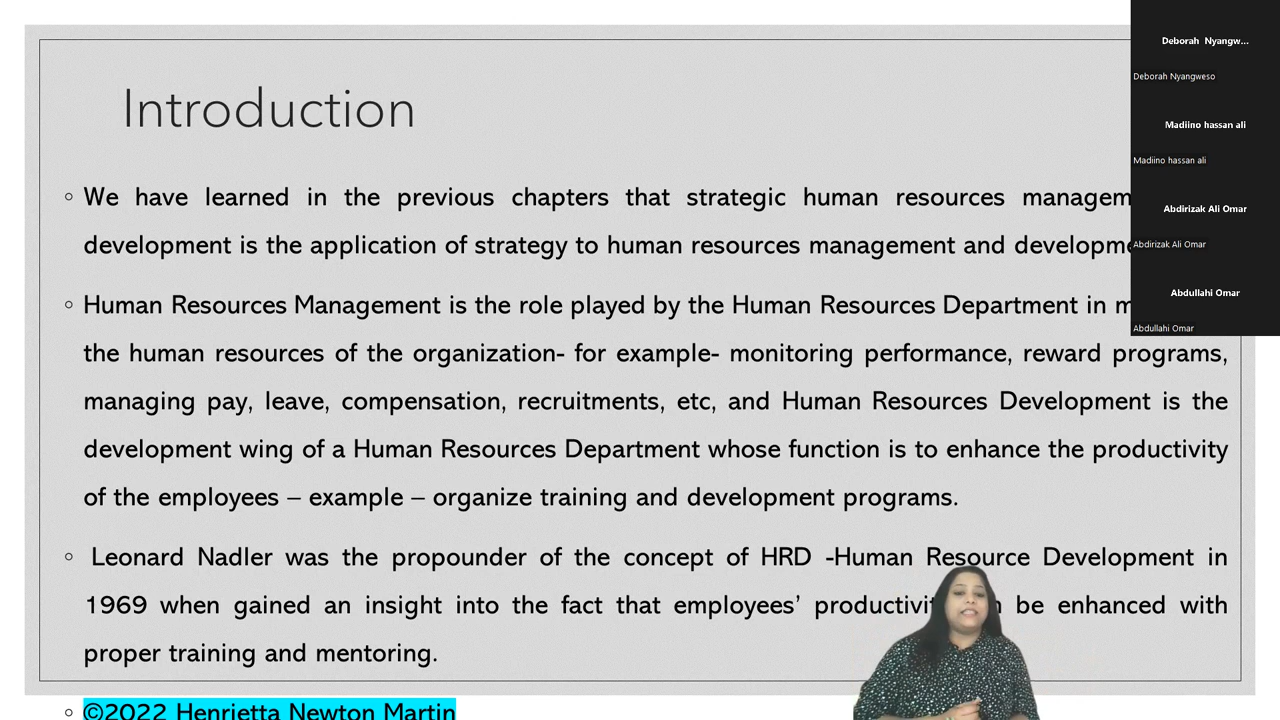 Introduction
◦ We have learned in the previous chapters that strategic human resources
development is the application of strategy to human resources management and
◦ Human Resources Management is the role played by the Human Resources Department in
the human resources of the organization- for example- monitoring performance, reward programs,
managing pay, leave, compensation, recruitments, etc, and Human Resources Development is the
development wing of a Human Resources Department whose function is to enhance the productivity
of the employees – example – organize training and development programs.
◦ Leonard Nadler was the propounder of the concept of HRD -Human Resource Development in
1969 when gained an insight into the fact that employees’ be enhanced with
proper training and mentoring.
◦ ©2022 Henrietta Newton Martin
Deborah Nyangw...
Deborah Nyangweso
Madiino hassan ali
Madiino hassan ali
Abdirizak Ali Omar
Abdirizak Ali Omar
Abdullahi Omar
Abdullahi Omar